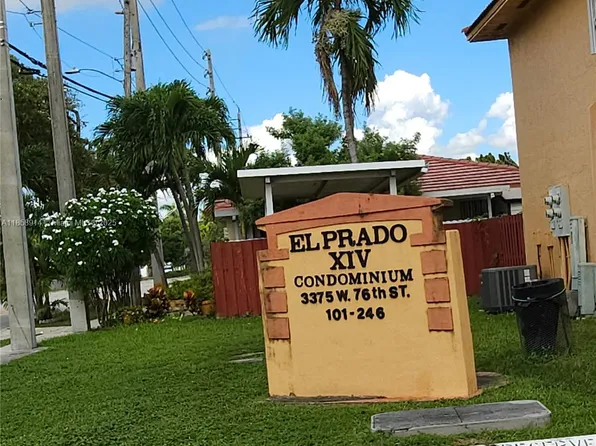 EL PRADO
XIV
CONDOMINIUM
3375 W. 76th ST.
101-246